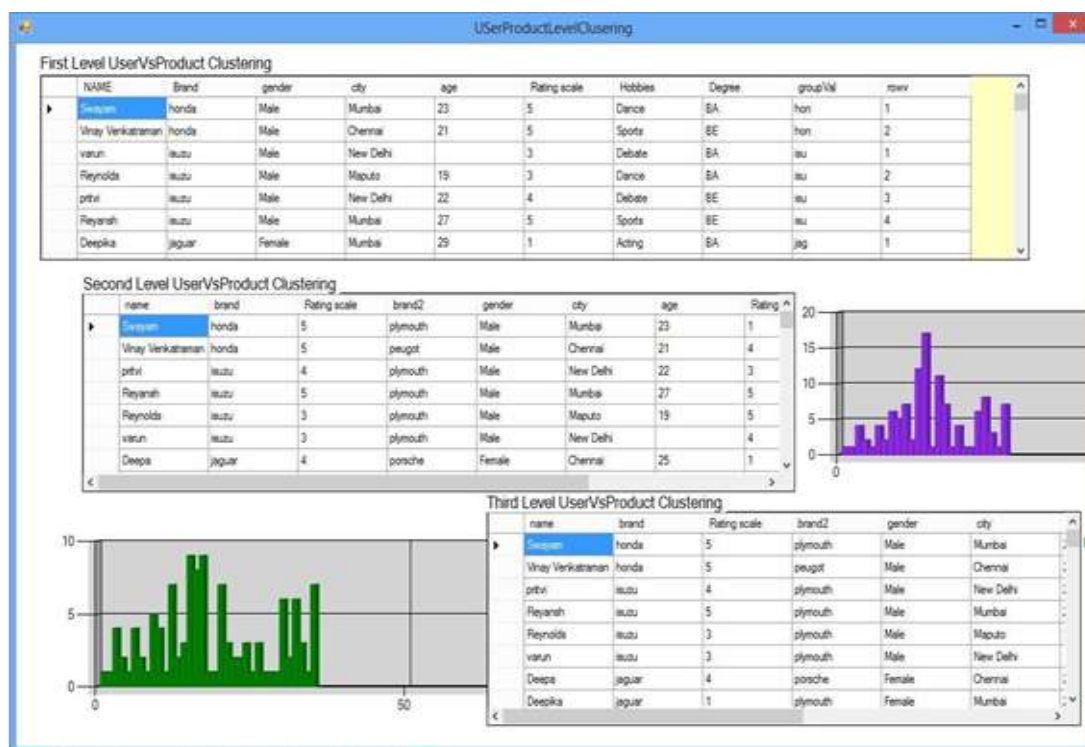 USerProductLevelClusering
First Level UserVsProduct Clustering
NAME Brand gender city age Rating scale Hobbies Degree groupVal rowv
Swayam honda Male Mumbai 23 5 Dance BA hon 1
Vinay Venkatraman honda Male Chennai 21 5 Sports BE hon 2
varun isuzu Male New Delhi 3 Debate BA isu 1
Reynolds isuzu Male Maputo 19 3 Dance BA isu 2
pritvi isuzu Male New Delhi 22 4 Debate BE isu 3
Reyansh isuzu Male Mumbai 27 5 Sports BE isu 4
Deepika jaguar Female Mumbai 29 1 Acting BA jag 1
Second Level UserVsProduct Clustering
name brand Rating scale brand2 gender city age Rating
Swayam honda 5 plymouth Male Mumbai 23 1
Vinay Venkatraman honda 5 peugot Male Chennai 21 4
pritvi isuzu 4 plymouth Male New Delhi 22 3
Reyansh isuzu 5 plymouth Male Mumbai 27 5
Reynolds isuzu 3 plymouth Male Maputo 19 5
varun isuzu 3 plymouth Male New Delhi 4
Deepa jaguar 4 porsche Female Chennai 25 1
20
15
10
5
0
0
Third Level UserVsProduct Clustering
name brand Rating scale brand2 gender city
Swayam honda 5 plymouth Male Mumbai
Vinay Venkatraman honda 5 peugot Male Chennai
pritvi isuzu 4 plymouth Male New Delhi
Reyansh isuzu 5 plymouth Male Mumbai
Reynolds isuzu 3 plymouth Male Maputo
varun isuzu 3 plymouth Male New Delhi
Deepa jaguar 4 porsche Female Chennai
Deepika jaguar 1 plymouth Female Mumbai
10
5
0
0 50